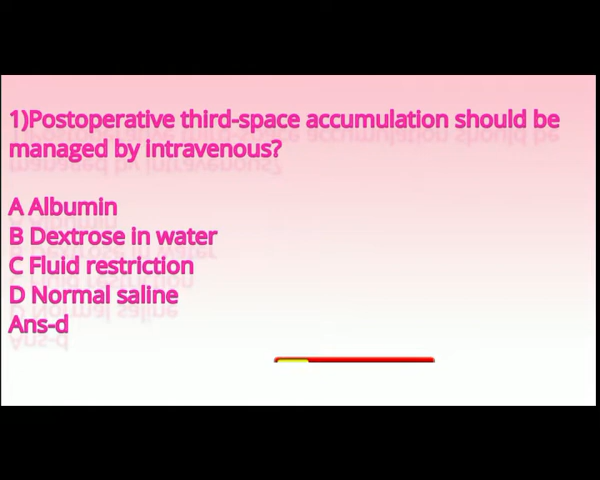 1)Postoperative third-space accumulation should be
managed by intravenous?
A Albumin
B Dextrose in water
C Fluid restriction
D Normal saline
Ans-d